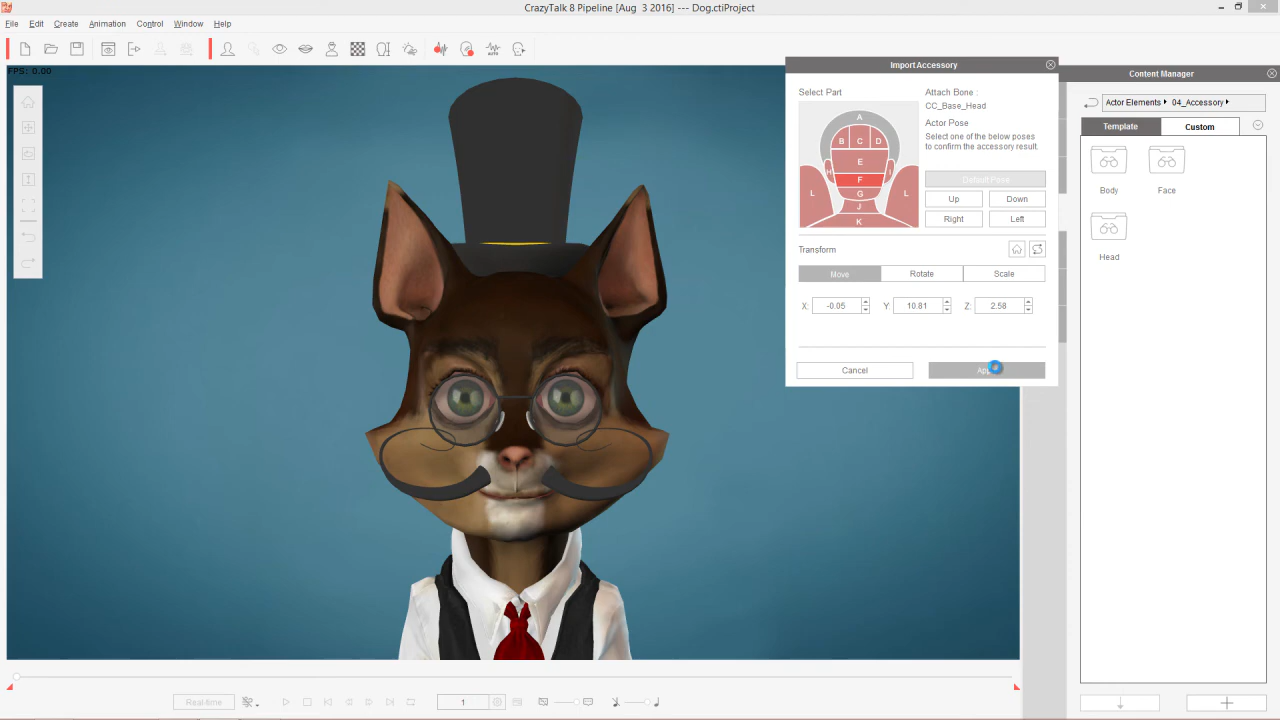 CrazyTalk 8 Pipeline [Aug 3 2016] --- Dog.ctiProject
File Edit Create Animation Control Window Help
FPS: 0.00
Import Accessory
Select Part
A
B C D
E
H F I
G
L J L
K
Attach Bone :
CC_Base_Head
Actor Pose
Select one of the below poses
to confirm the accessory result.
Default Pose
Up Down
Right Left
Transform
Move Rotate Scale
X: -0.05 Y: 10.81 Z: 2.58
Cancel
Content Manager
Actor Elements 04_Accessory
Template Custom
Body Face
Head
Real-time
1
AUTO